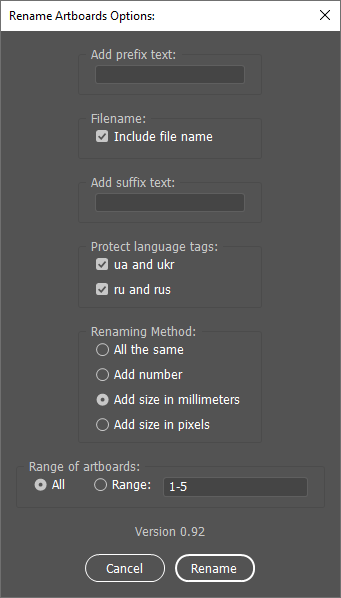 Rename Artboards Options:
Add prefix text:
Filename:
Include file name
Add suffix text:
Protect language tags:
ua and ukr
ru and rus
Renaming Method:
All the same
Add number
Add size in millimeters
Add size in pixels
Range of artboards:
All Range: 1-5
Version 0.92
Cancel Rename